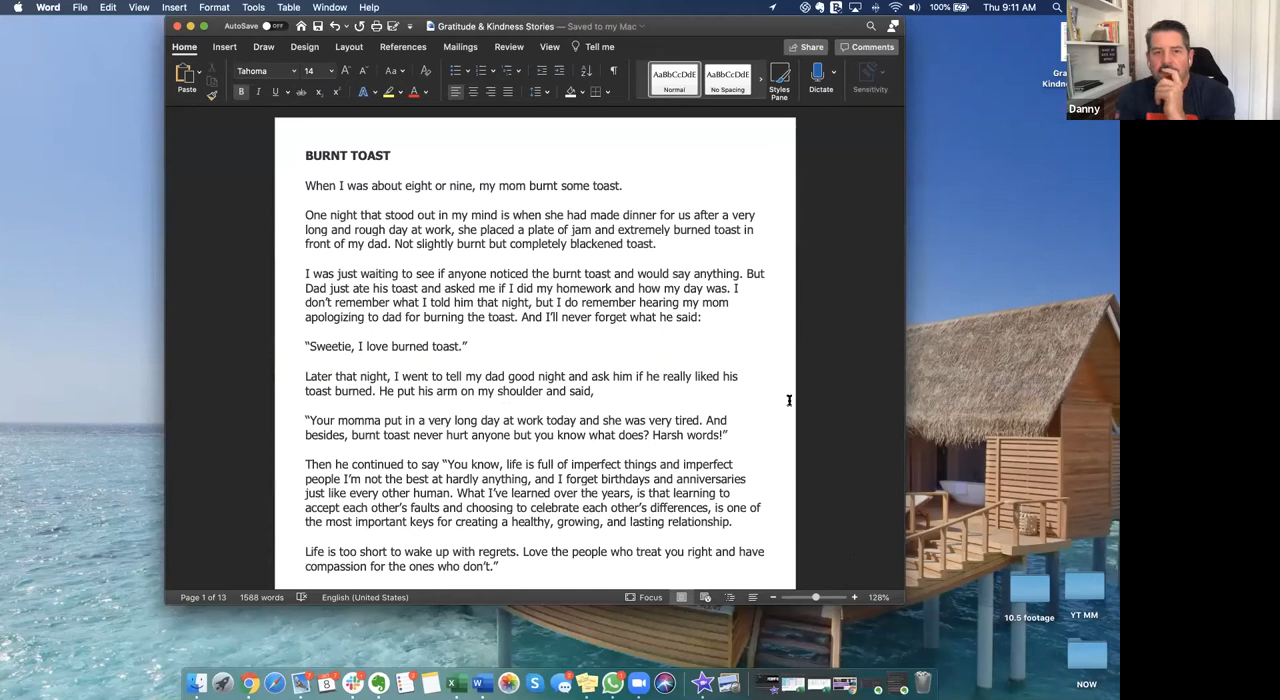 Word File Edit View Insert Format Tools Table Window Help 100% Thu 9:11 AM
AutoSave OFF Gratitude & Kindness Stories — Saved to my Mac
Home Insert Draw Design Layout References Mailings Review View Tell me Share Comments
Paste Tahoma 14 AaBbCcDdE Normal AaBbCcDdE No Spacing Styles Pane Dictate Sensitivity
Danny
BURNT TOAST
When I was about eight or nine, my mom burnt some toast.
One night that stood out in my mind is when she had made dinner for us after a very
long and rough day at work, she placed a plate of jam and extremely burned toast in
front of my dad. Not slightly burnt but completely blackened toast.
I was just waiting to see if anyone noticed the burnt toast and would say anything. But
Dad just ate his toast and asked me if I did my homework and how my day was. I
don’t remember what I told him that night, but I do remember hearing my mom
apologizing to dad for burning the toast. And I’ll never forget what he said:
“Sweetie, I love burned toast.”
Later that night, I went to tell my dad good night and ask him if he really liked his
toast burned. He put his arm on my shoulder and said,
“Your momma put in a very long day at work today and she was very tired. And
besides, burnt toast never hurt anyone but you know what does? Harsh words!”
Then he continued to say “You know, life is full of imperfect things and imperfect
people I’m not the best at hardly anything, and I forget birthdays and anniversaries
just like every other human. What I’ve learned over the years, is that learning to
accept each other’s faults and choosing to celebrate each other’s differences, is one of
the most important keys for creating a healthy, growing, and lasting relationship.
Life is too short to wake up with regrets. Love the people who treat you right and have
compassion for the ones who don’t.”
Page 1 of 13 1588 words English (United States) Focus 128%
10.5 footage
YT MM
NOW